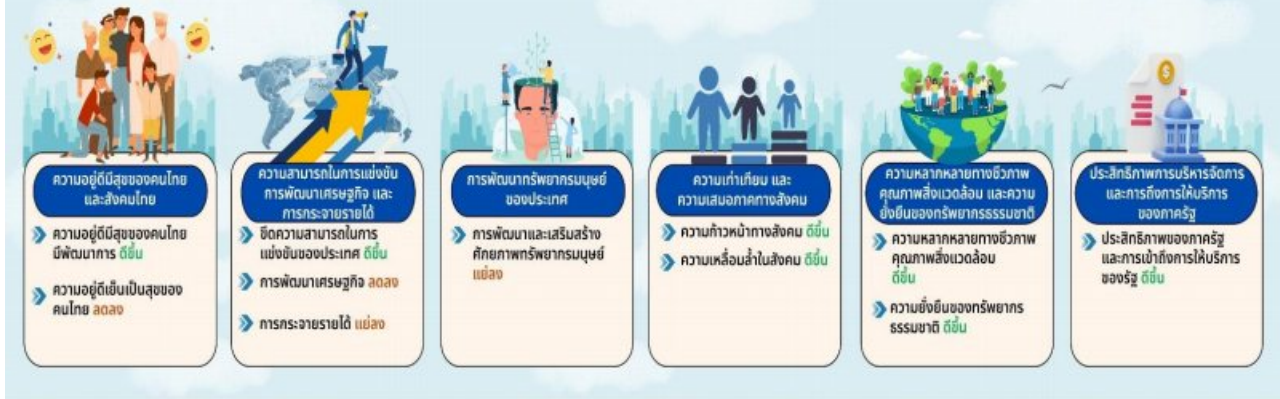 ความอยู่ดีมีสุขของคนไทย
และสังคมไทย
ความอยู่ดีมีสุขของคนไทย
มีพัฒนาการ ดีขึ้น
ความอยู่ดีเย็นเป็นสุขของ
คนไทย ลดลง
ความสามารถในการแข่งขัน
การพัฒนาเศรษฐกิจ และ
การกระจายรายได้
ขีดความสามารถในการ
แข่งขันของประเทศ ดีขึ้น
การพัฒนาเศรษฐกิจ ลดลง
การกระจายรายได้ แย่ลง
การพัฒนาทรัพยากรมนุษย์
ของประเทศ
การพัฒนาและเสริมสร้าง
ศักยภาพทรัพยากรมนุษย์
แย่ลง
ความเท่าเทียม และ
ความเสมอภาคทางสังคม
ความก้าวหน้าทางสังคม ดีขึ้น
ความเหลื่อมล้ำในสังคม ดีขึ้น
ความหลากหลายทางชีวภาพ
คุณภาพสิ่งแวดล้อม และความ
ยั่งยืนของทรัพยากรธรรมชาติ
ความหลากหลายทางชีวภาพ
คุณภาพสิ่งแวดล้อม
ดีขึ้น
ความยั่งยืนของทรัพยากร
ธรรมชาติ ดีขึ้น
ประสิทธิภาพการบริหารจัดการ
และการถึงการให้บริการ
ของภาครัฐ
ประสิทธิภาพของภาครัฐ
และการเข้าถึงการให้บริการ
ของรัฐ ดีขึ้น